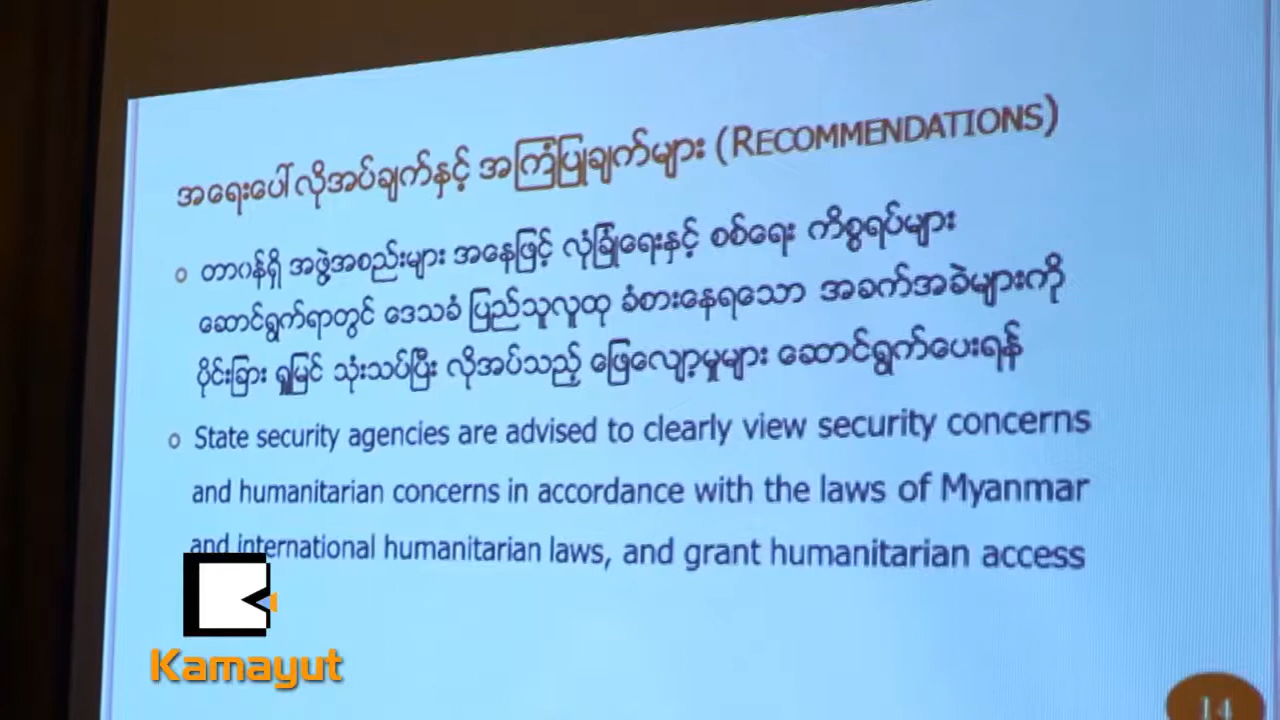 အရေးပေါ် လိုအပ်ချက်နှင့် အကြံပြုချက်များ (RECOMMENDATIONS)
တာဝန်ရှိ အဖွဲ့အစည်းများ အနေဖြင့် လုံခြုံရေးနှင့် စစ်ရေး ကိစ္စရပ်များ
ဆောင်ရွက်ရာတွင် ဒေသခံ ပြည်သူလူထု ခံစားနေရသော အခက်အခဲများကို
ပိုင်းခြား ရှုမြင် သုံးသပ်ပြီး လိုအပ်သည့် ဖြေလျော့မှုများ ဆောင်ရွက်ပေးရန်
State security agencies are advised to clearly view security concerns
and humanitarian concerns in accordance with the laws of Myanmar
and international humanitarian laws, and grant humanitarian access
Kamayut
14